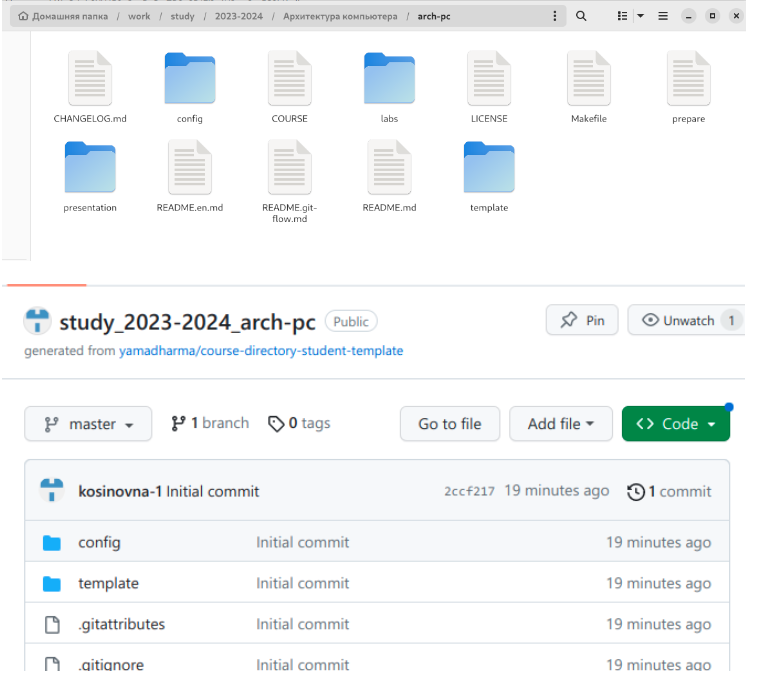 Домашняя папка / work / study / 2023-2024 / Архитектура компьютера / arch-pc
CHANGELOG.md config COURSE labs LICENSE Makefile prepare
presentation README.en.md README.git-flow.md README.md template
study_2023-2024_arch-pc Public Pin Unwatch 1
generated from yamadharma/course-directory-student-template
master 1 branch 0 tags Go to file Add file Code
kosinovna-1 Initial commit 2ccf217 19 minutes ago 1 commit
config Initial commit 19 minutes ago
template Initial commit 19 minutes ago
.gitattributes Initial commit 19 minutes ago
.gitignore Initial commit 19 minutes ago